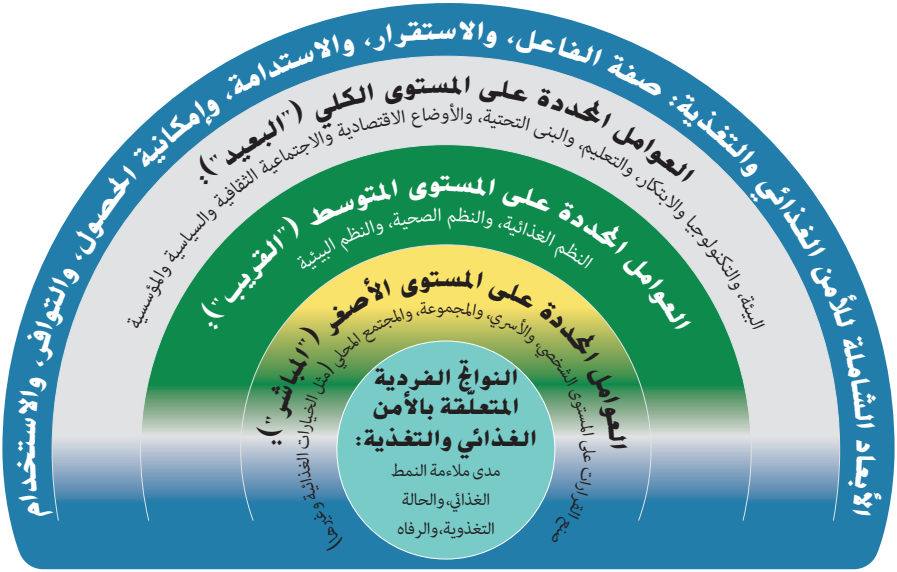 الأبعاد الشاملة للأمن الغذائي والتغذية: صفة الفاعل، والاستقرار، والاستدامة، وإمكانية الحصول، والتوافر، والاستخدام
العوامل المحددة على المستوى الكلي ("البعيد"):
البيئة، والتكنولوجيا والابتكار، والتعليم، والبنى التحتية، والأوضاع الاقتصادية والاجتماعية الثقافية والسياسية والمؤسسية
العوامل المحددة على المستوى المتوسط ("القريب"):
النظم الغذائية، والنظم الصحية، والنظم البيئية
العوامل المحددة على المستوى الأصغر ("المباشر"):
صنع القرارات على المستوى الشخصي، والأسري، والمجموعة، والمجتمع المحلي (مثل الخيارات الغذائية وغيرها)
النواتج الفردية
المتعلّقة بالأمن
الغذائي والتغذية:
مدى ملاءمة النمط
الغذائي، والحالة
التغذوية، والرفاه